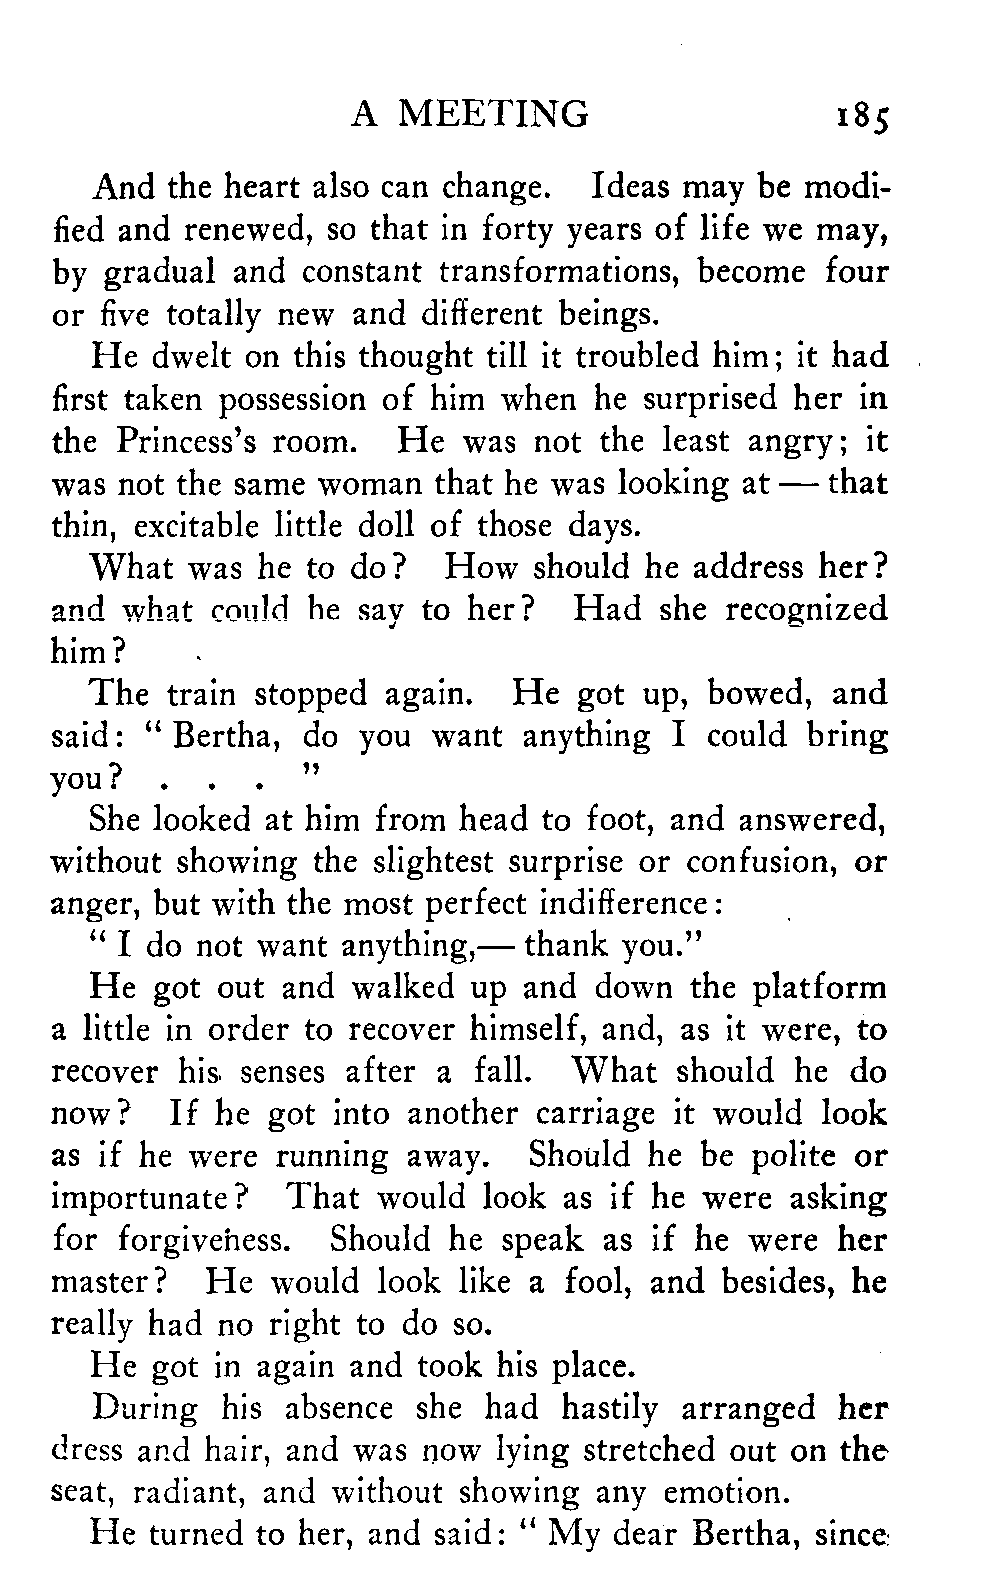 A MEETING 185
And the heart also can change. Ideas may be modi-
fied and renewed, so that in forty years of life we may,
by gradual and constant transformations, become four
or five totally new and different beings.
He dwelt on this thought till it troubled him; it had
first taken possession of him when he surprised her in
the Princess's room. He was not the least angry; it
was not the same woman that he was looking at — that
thin, excitable little doll of those days.
What was he to do? How should he address her?
and what could he say to her? Had she recognized
him?
The train stopped again. He got up, bowed, and
said: " Bertha, do you want anything I could bring
you? . . . "
She looked at him from head to foot, and answered,
without showing the slightest surprise or confusion, or
anger, but with the most perfect indifference:
" I do not want anything,— thank you."
He got out and walked up and down the platform
a little in order to recover himself, and, as it were, to
recover his senses after a fall. What should he do
now? If he got into another carriage it would look
as if he were running away. Should he be polite or
importunate? That would look as if he were asking
for forgiveness. Should he speak as if he were her
master? He would look like a fool, and besides, he
really had no right to do so.
He got in again and took his place.
During his absence she had hastily arranged her
dress and hair, and was now lying stretched out on the
seat, radiant, and without showing any emotion.
He turned to her, and said: " My dear Bertha, since